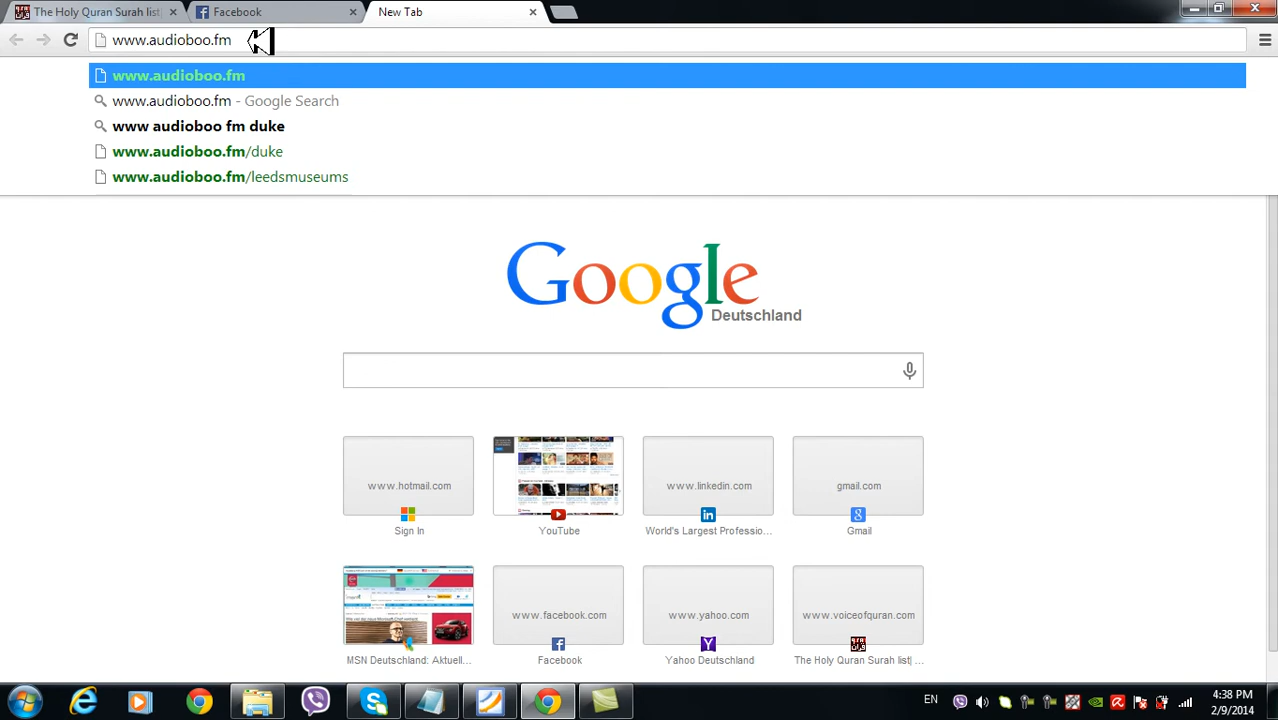 The Holy Quran Surah list|
Facebook
New Tab
www.audioboo.fm
www.audioboo.fm
www.audioboo.fm - Google Search
www audioboo fm duke
www.audioboo.fm/duke
www.audioboo.fm/leedsmuseums
Google
Deutschland
www.hotmail.com
www.linkedin.com
gmail.com
Sign In
YouTube
World's Largest Professio...
Gmail
www.facebook.com
www.yahoo.com
www.voiceofquran.com
MSN Deutschland: Aktuell...
Facebook
Yahoo Deutschland
The Holy Quran Surah list| ...
EN
4:38 PM
2/9/2014